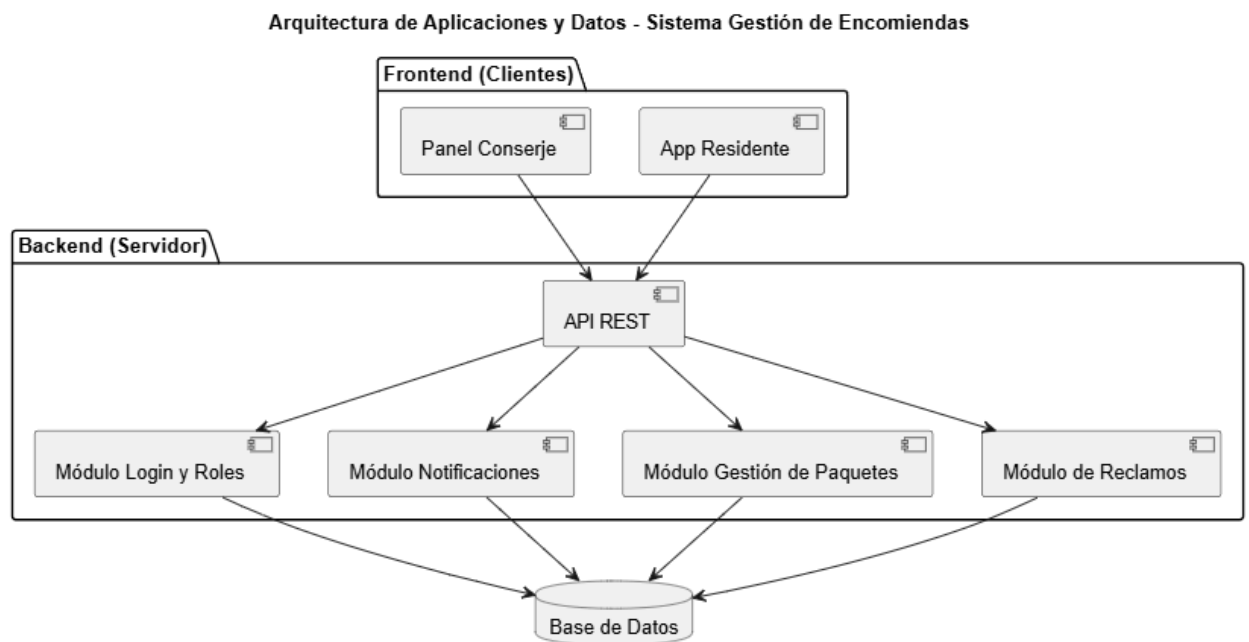 Arquitectura de Aplicaciones y Datos - Sistema Gestión de Encomiendas
Frontend (Clientes)
Panel Conserje
App Residente
Backend (Servidor)
API REST
Módulo Login y Roles
Módulo Notificaciones
Módulo Gestión de Paquetes
Módulo de Reclamos
Base de Datos